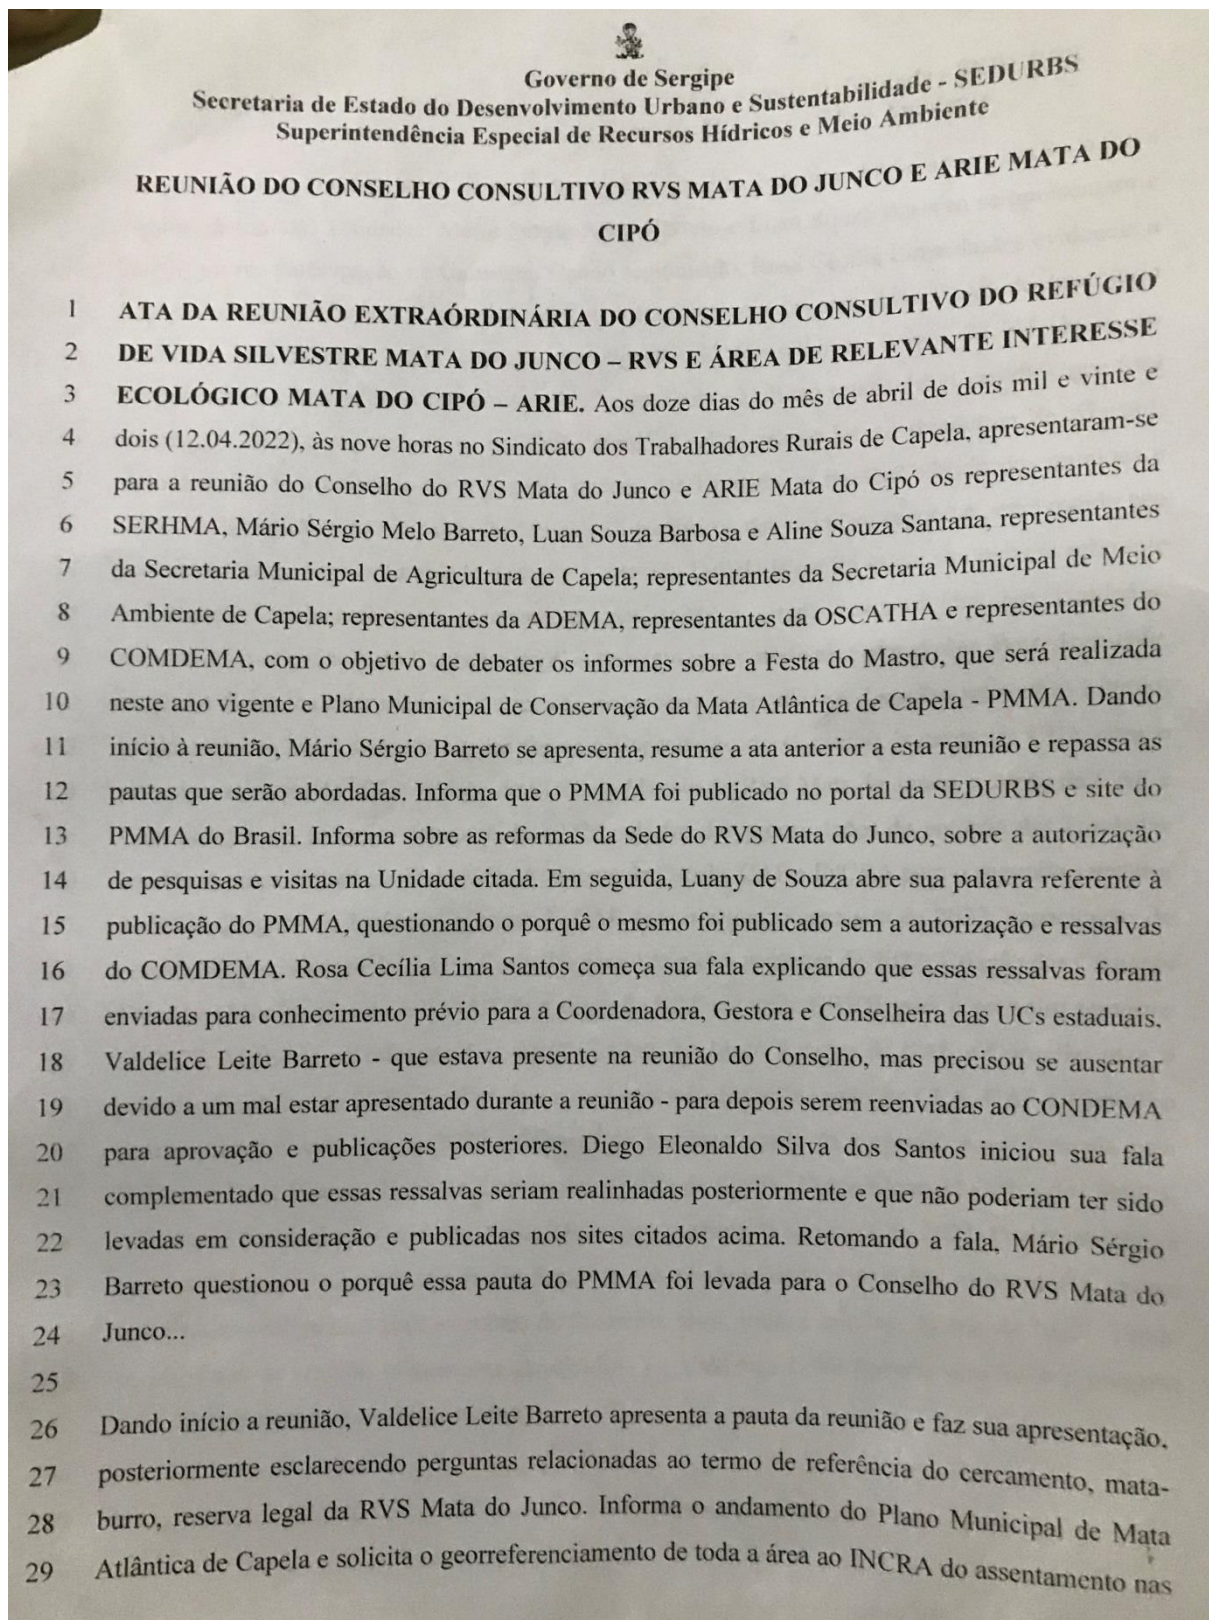 Governo de Sergipe
Secretaria de Estado do Desenvolvimento Urbano e Sustentabilidade - SEDURBS
Superintendência Especial de Recursos Hídricos e Meio Ambiente
REUNIÃO DO CONSELHO CONSULTIVO RVS MATA DO JUNCO E ARIE MATA DO
CIPÓ
1 ATA DA REUNIÃO EXTRAÓRDINÁRIA DO CONSELHO CONSULTIVO DO REFÚGIO
2 DE VIDA SILVESTRE MATA DO JUNCO – RVS E ÁREA DE RELEVANTE INTERESSE
3 ECOLÓGICO MATA DO CIPÓ – ARIE. Aos doze dias do mês de abril de dois mil e vinte e
4 dois (12.04.2022), às nove horas no Sindicato dos Trabalhadores Rurais de Capela, apresentaram-se
5 para a reunião do Conselho do RVS Mata do Junco e ARIE Mata do Cipó os representantes da
6 SERHMA, Mário Sérgio Melo Barreto, Luan Souza Barbosa e Aline Souza Santana, representantes
7 da Secretaria Municipal de Agricultura de Capela; representantes da Secretaria Municipal de Meio
8 Ambiente de Capela; representantes da ADEMA, representantes da OSCATHA e representantes do
9 COMDEMA, com o objetivo de debater os informes sobre a Festa do Mastro, que será realizada
10 neste ano vigente e Plano Municipal de Conservação da Mata Atlântica de Capela - PMMA. Dando
11 início à reunião, Mário Sérgio Barreto se apresenta, resume a ata anterior a esta reunião e repassa as
12 pautas que serão abordadas. Informa que o PMMA foi publicado no portal da SEDURBS e site do
13 PMMA do Brasil. Informa sobre as reformas da Sede do RVS Mata do Junco, sobre a autorização
14 de pesquisas e visitas na Unidade citada. Em seguida, Luany de Souza abre sua palavra referente à
15 publicação do PMMA, questionando o porquê o mesmo foi publicado sem a autorização e ressalvas
16 do COMDEMA. Rosa Cecília Lima Santos começa sua fala explicando que essas ressalvas foram
17 enviadas para conhecimento prévio para a Coordenadora, Gestora e Conselheira das UCs estaduais,
18 Valdelice Leite Barreto - que estava presente na reunião do Conselho, mas precisou se ausentar
19 devido a um mal estar apresentado durante a reunião - para depois serem reenviadas ao CONDEMA
20 para aprovação e publicações posteriores. Diego Eleonaldo Silva dos Santos iniciou sua fala
21 complementado que essas ressalvas seriam realinhadas posteriormente e que não poderiam ter sido
22 levadas em consideração e publicadas nos sites citados acima. Retomando a fala, Mário Sérgio
23 Barreto questionou o porquê essa pauta do PMMA foi levada para o Conselho do RVS Mata do
24 Junco...
25
26 Dando início a reunião, Valdelice Leite Barreto apresenta a pauta da reunião e faz sua apresentação,
27 posteriormente esclarecendo perguntas relacionadas ao termo de referência do cercamento, mata-
28 burro, reserva legal da RVS Mata do Junco. Informa o andamento do Plano Municipal de Mata
29 Atlântica de Capela e solicita o georreferenciamento de toda a área ao INCRA do assentamento nas